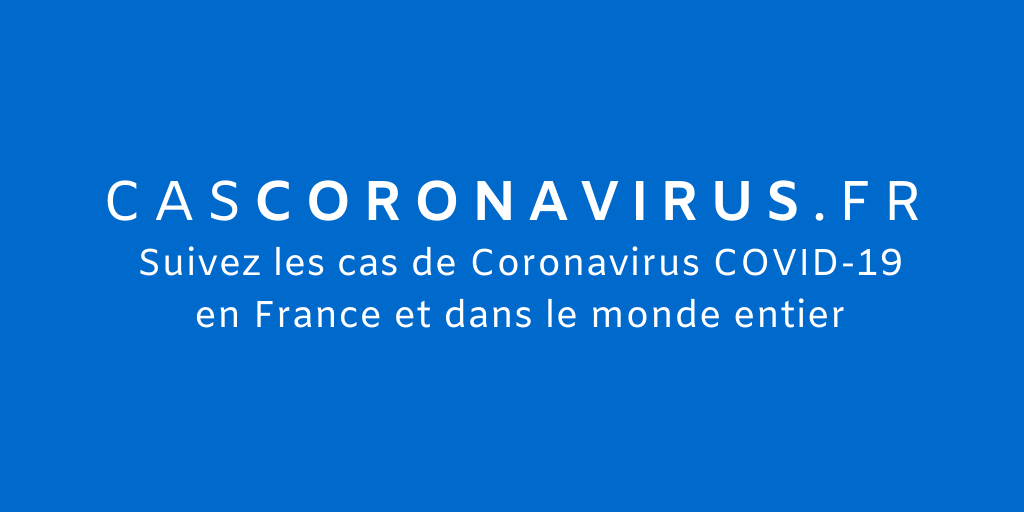 CASCORONAVIRUS.FR
Suivez les cas de Coronavirus COVID-19
en France et dans le monde entier